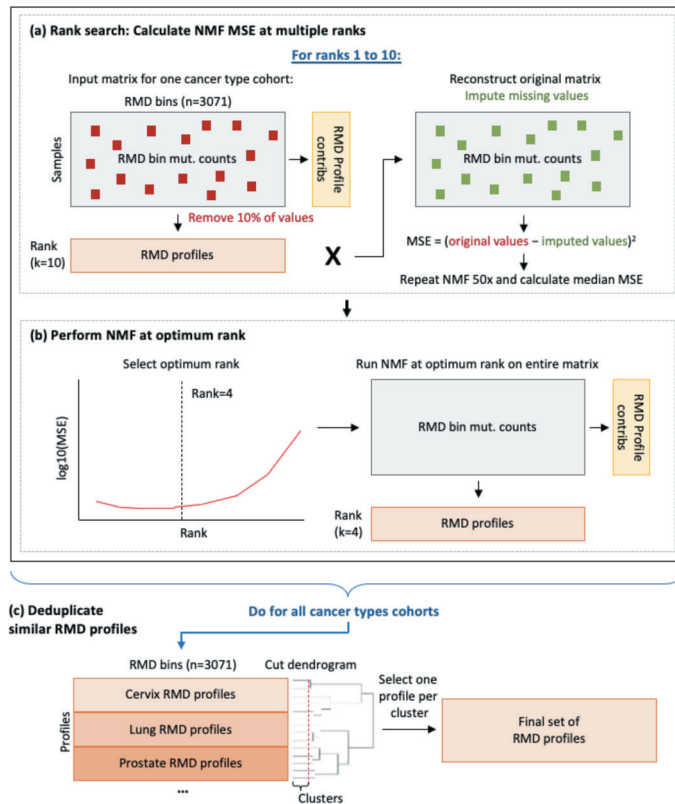 (a) Rank search: Calculate NMF MSE at multiple ranks
For ranks 1 to 10:
Input matrix for one cancer type cohort:
RMD bins (n=3071)
Samples
RMD bin mut. counts
RMD Profile
contribs
Remove 10% of values
Rank
(k=10)
RMD profiles
X
Reconstruct original matrix
Impute missing values
RMD bin mut. counts
MSE = (original values – imputed values)²
Repeat NMF 50x and calculate median MSE
(b) Perform NMF at optimum rank
Select optimum rank
Rank=4
log10(MSE)
Rank
Run NMF at optimum rank on entire matrix
RMD bin mut. counts
RMD Profile
contribs
Rank
(k=4)
RMD profiles
(c) Deduplicate
similar RMD profiles
Do for all cancer types cohorts
RMD bins (n=3071)
Cut dendrogram
Profiles
Cervix RMD profiles
Lung RMD profiles
Prostate RMD profiles
...
Clusters
Select one
profile per
cluster
Final set of
RMD profiles